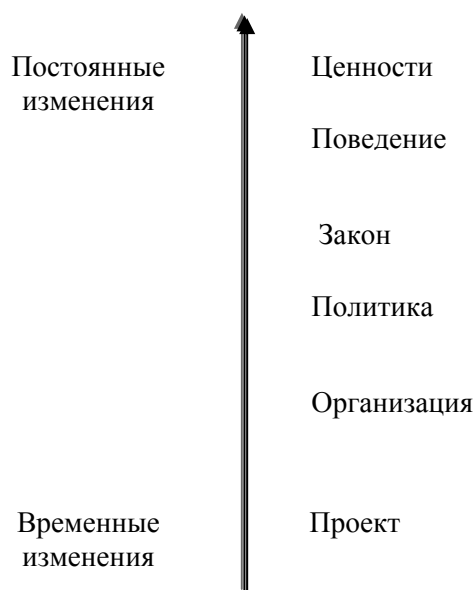 Постоянные
изменения
Ценности
Поведение
Закон
Политика
Организация
Временные
изменения
Проект